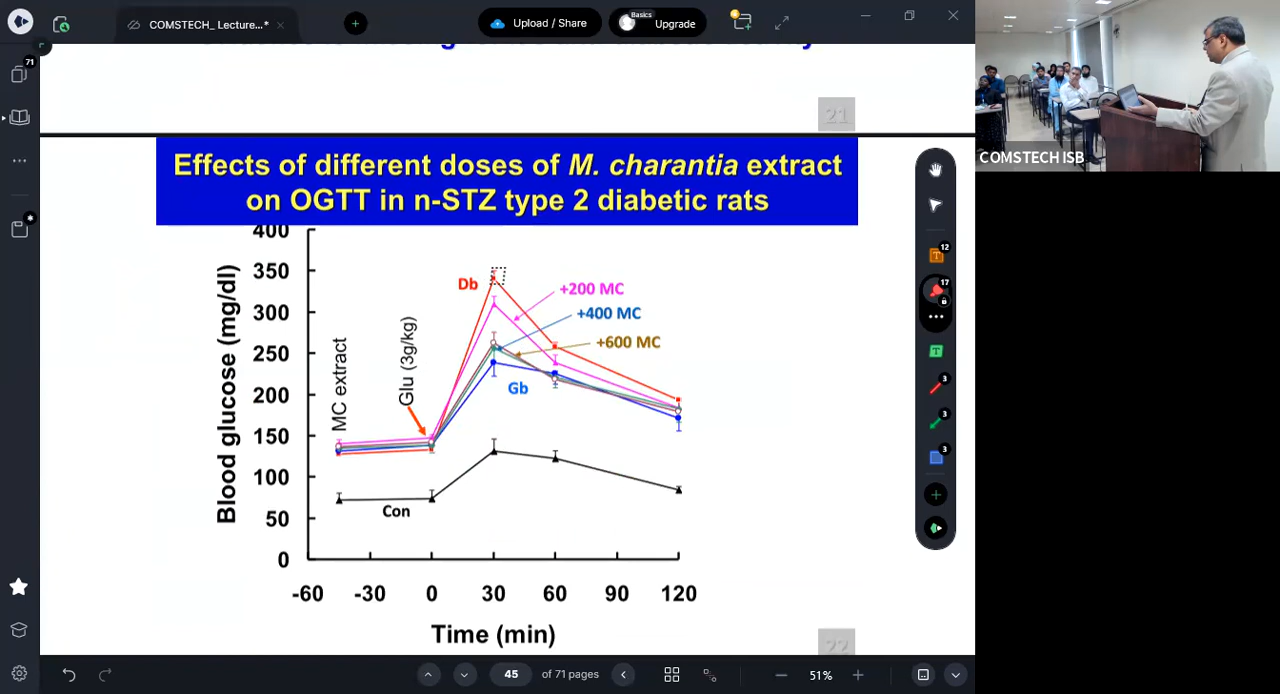 COMSTECH_ Lecture...*
Upload / Share
Basics
Upgrade
71
21
COMSTECH ISB
Effects of different doses of M. charantia extract
on OGTT in n-STZ type 2 diabetic rats
400
350
300
250
200
150
100
50
0
Blood glucose (mg/dl)
MC extract
Glu (3g/kg)
Db
+200 MC
+400 MC
+600 MC
Gb
Con
-60
-30
0
30
60
90
120
Time (min)
22
12
17
3
3
3
45
of 71 pages
51%